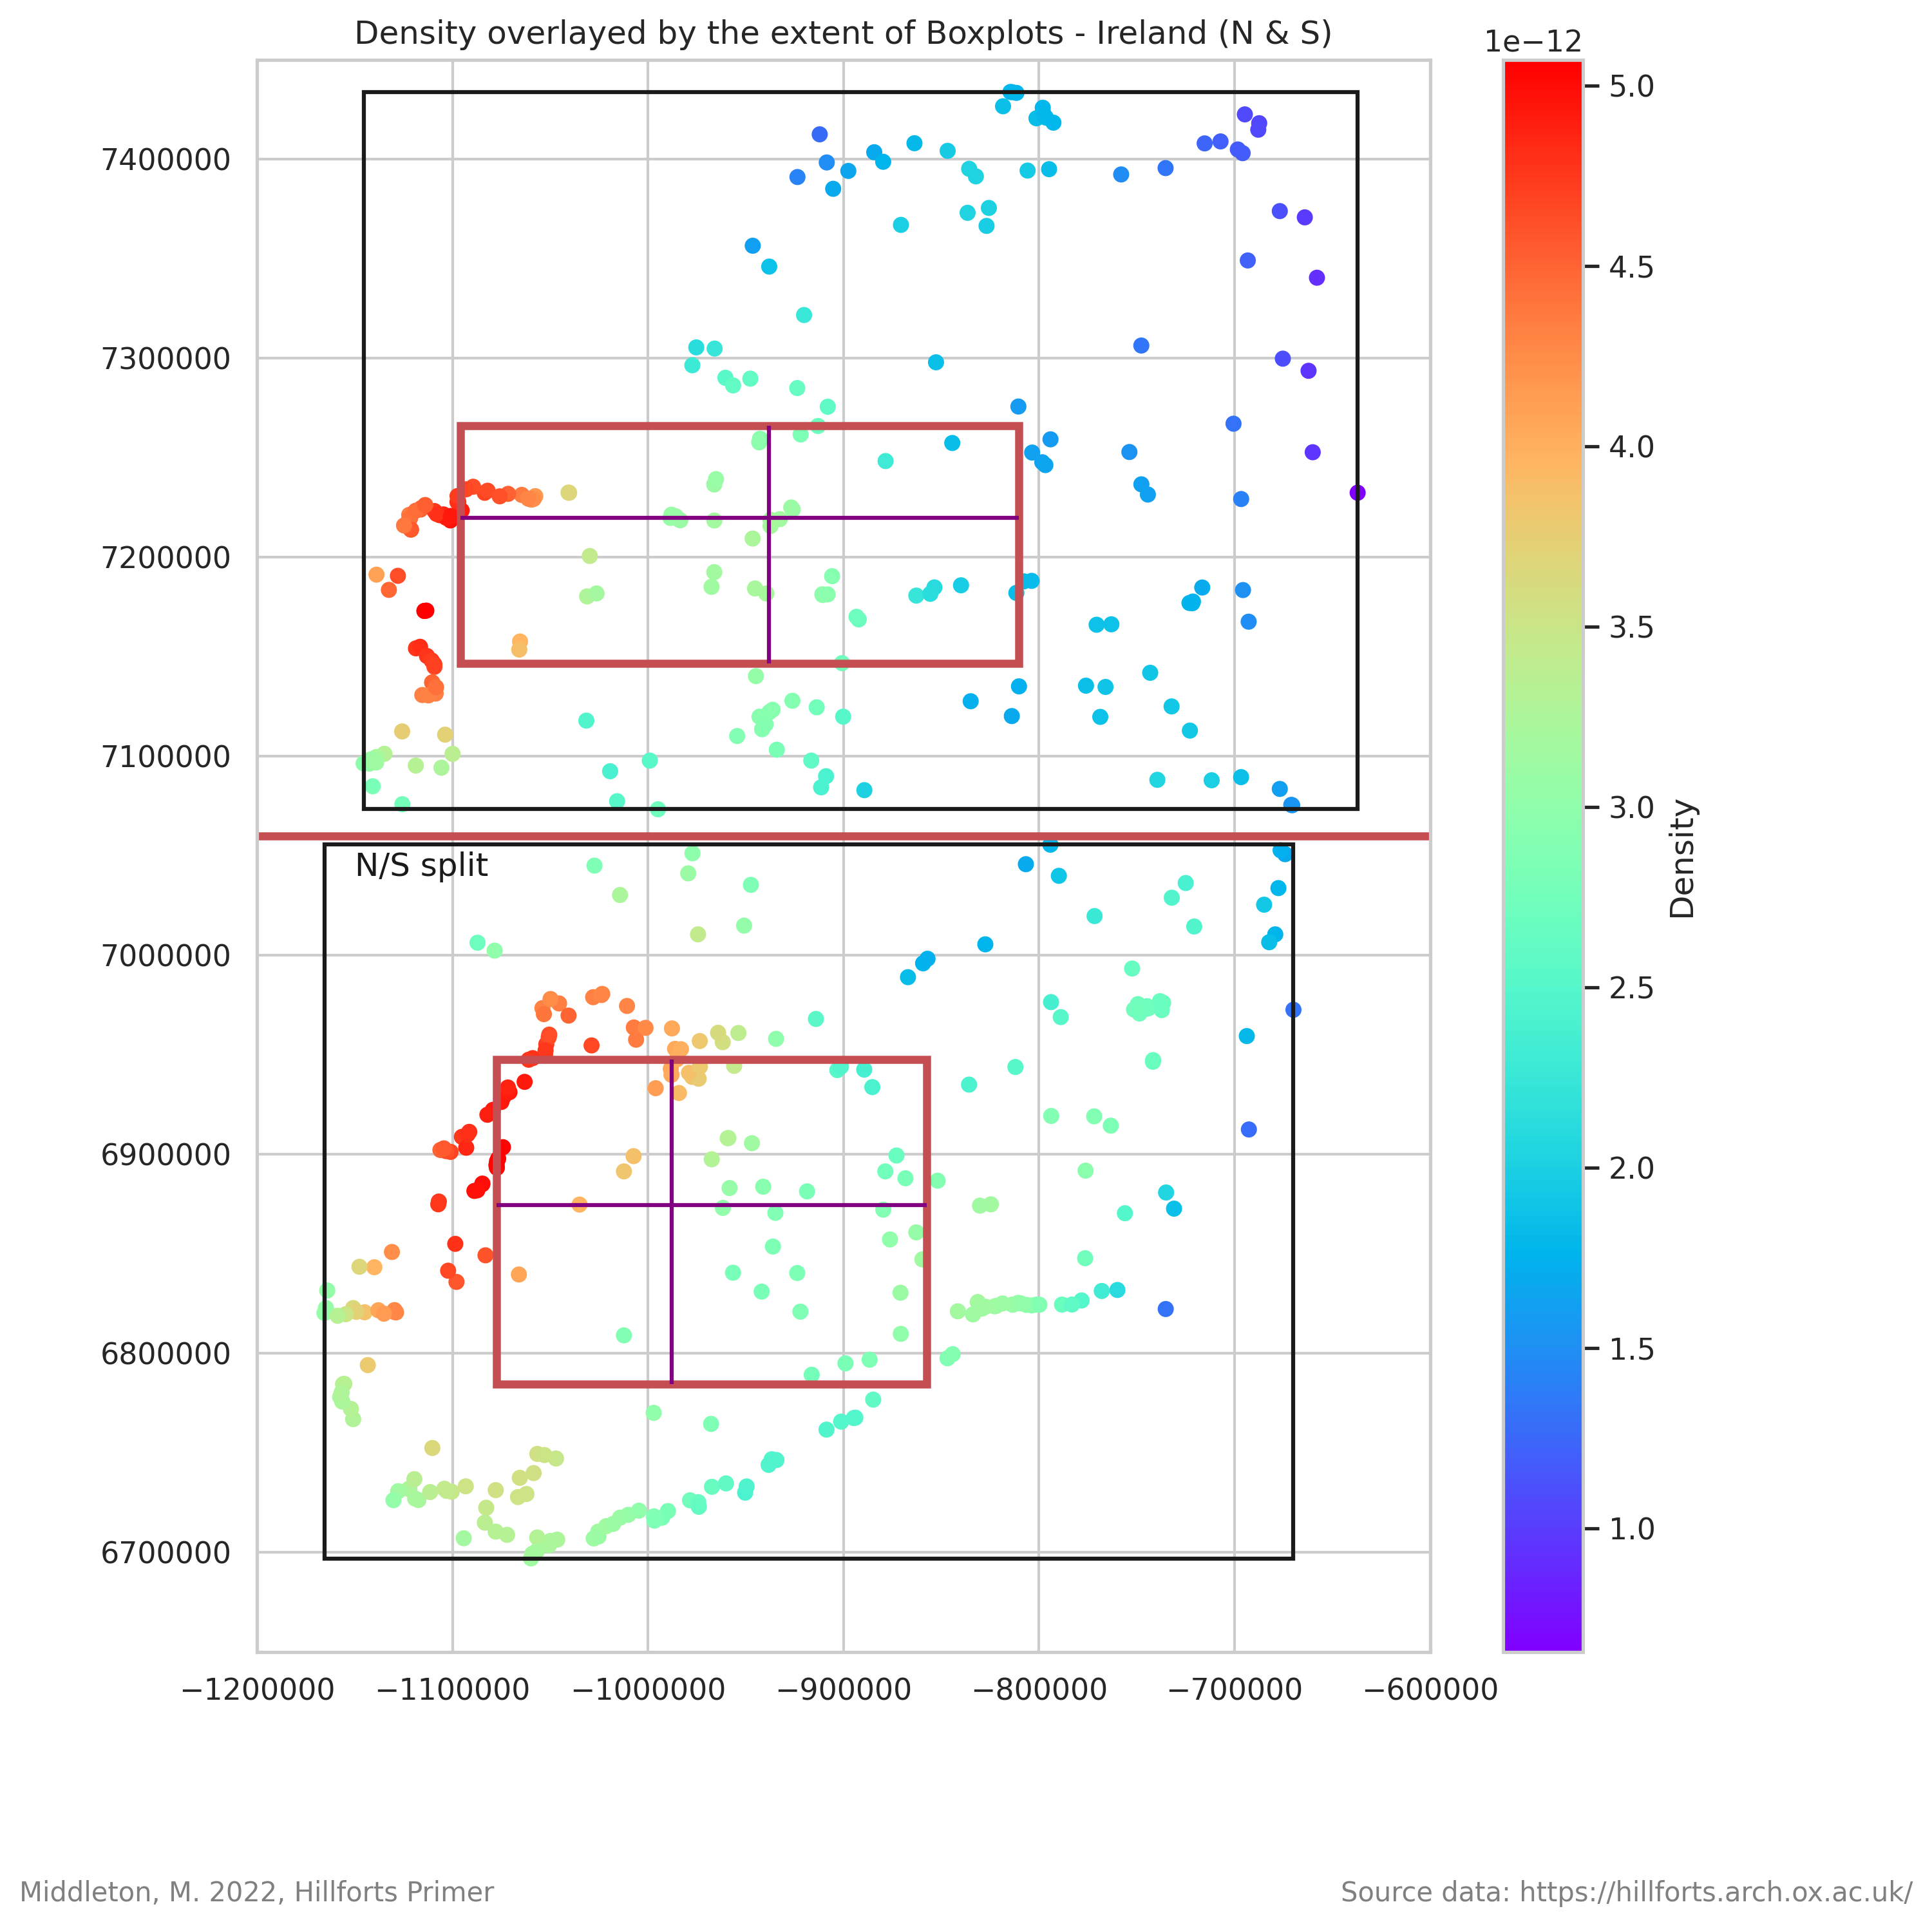 Density overlayed by the extent of Boxplots - Ireland (N & S)
1e−12
5.0
4.5
4.0
3.5
3.0
2.5
2.0
1.5
1.0
Density
7400000
7300000
7200000
7100000
7000000
6900000
6800000
6700000
N/S split
−1200000 −1100000 −1000000 −900000 −800000 −700000 −600000
Middleton, M. 2022, Hillforts Primer
Source data: https://hillforts.arch.ox.ac.uk/